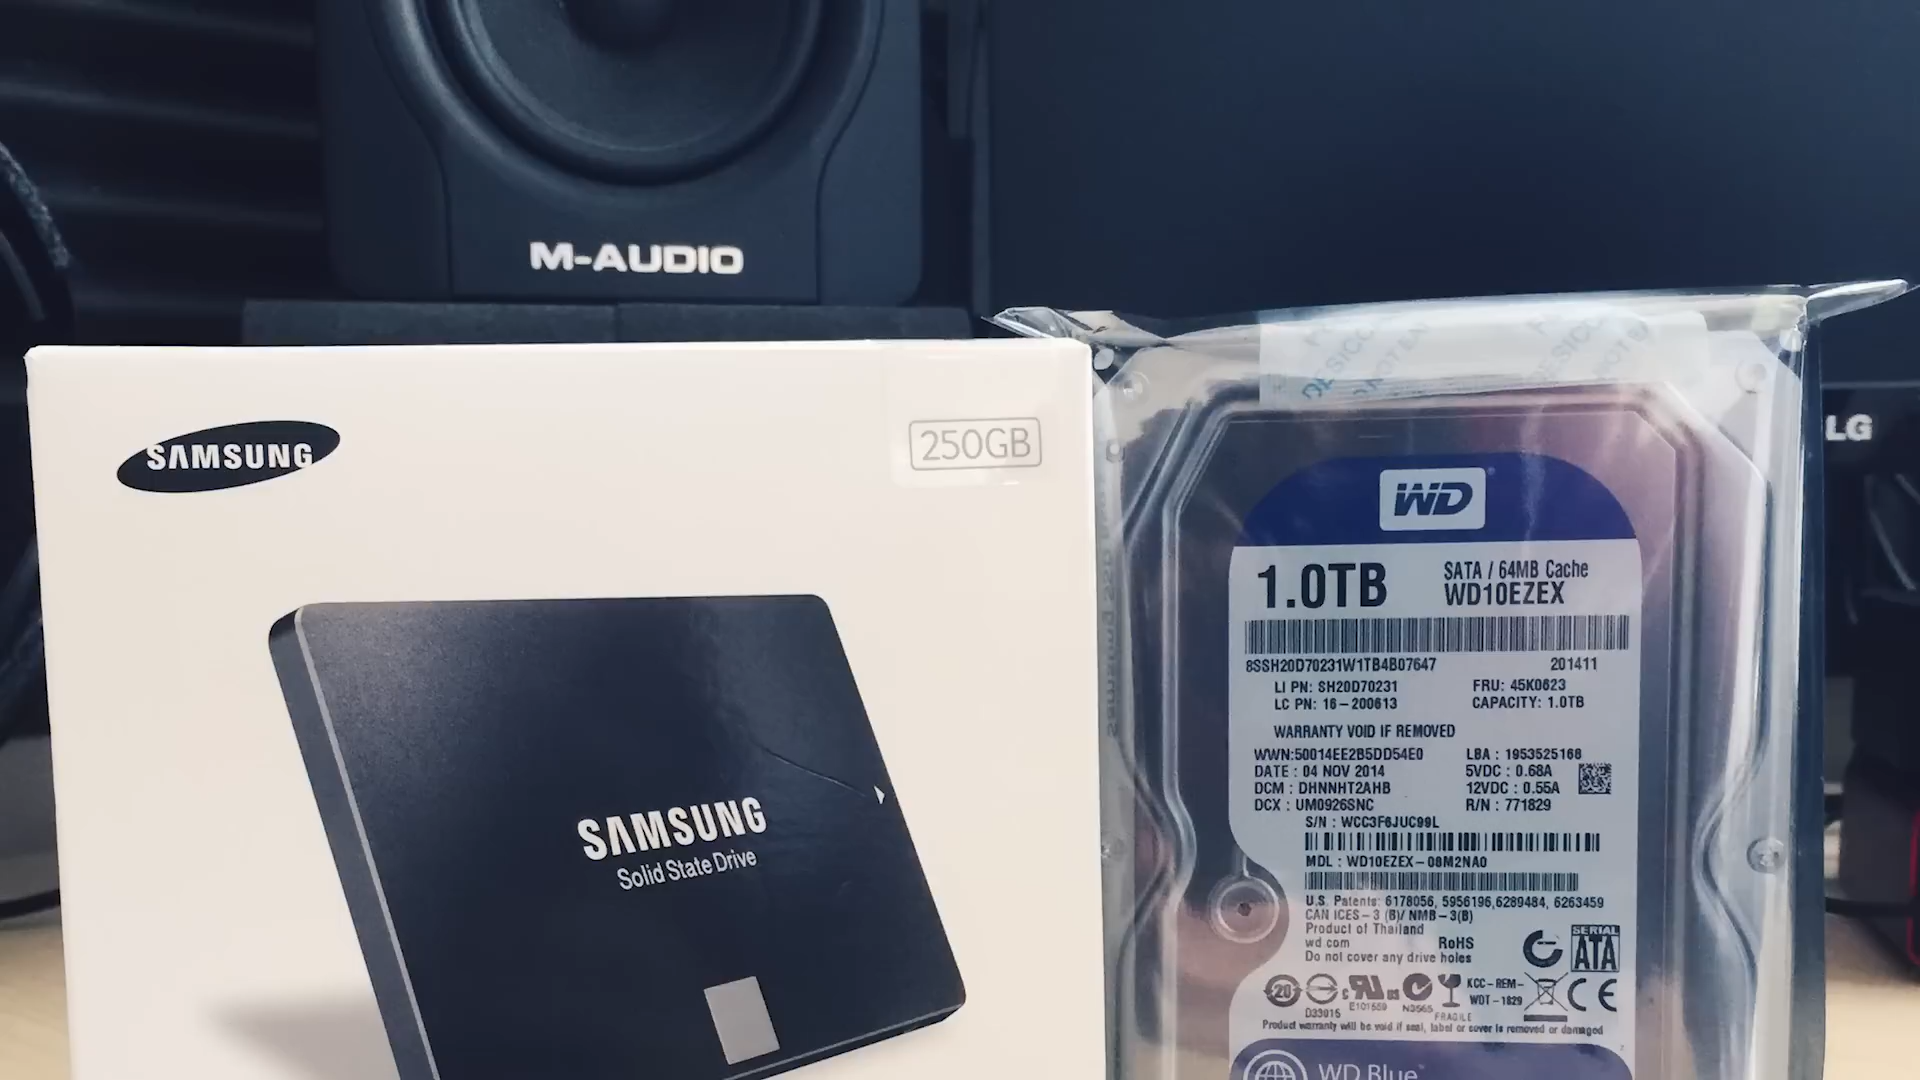 M-AUDIO
SAMSUNG
250GB
SAMSUNG
Solid State Drive
LG
WD
1.0TB
SATA / 64MB Cache
WD10EZEX
8SSH20D70231W1TB4B07647
201411
LI PN: SH20D70231
FRU: 45K0623
LC PN: 16-200613
CAPACITY: 1.0TB
WARRANTY VOID IF REMOVED
WWN:50014EE2B5DD54E0
LBA : 1953525168
DATE : 04 NOV 2014
5VDC : 0.68A
DCM : DHNNHT2AHB
12VDC : 0.55A
DCX : UM0926SNC
R/N : 771829
S/N : WCC3F6JUC99L
MDL : WD10EZEX-08M2NA0
U.S. Patents: 6178056, 5956196,6289484, 6263459
CAN ICES-3 (B)/ NMB-3(B)
Product of Thailand
wd.com
RoHS
Do not cover any drive holes
SERIAL
ATA
20
D33015
E101559
N3565
FRAGILE
KCC-REM-
WDT-1829
CE
Product warranty will be void if seal, label or cover is removed or damaged
WD Blue